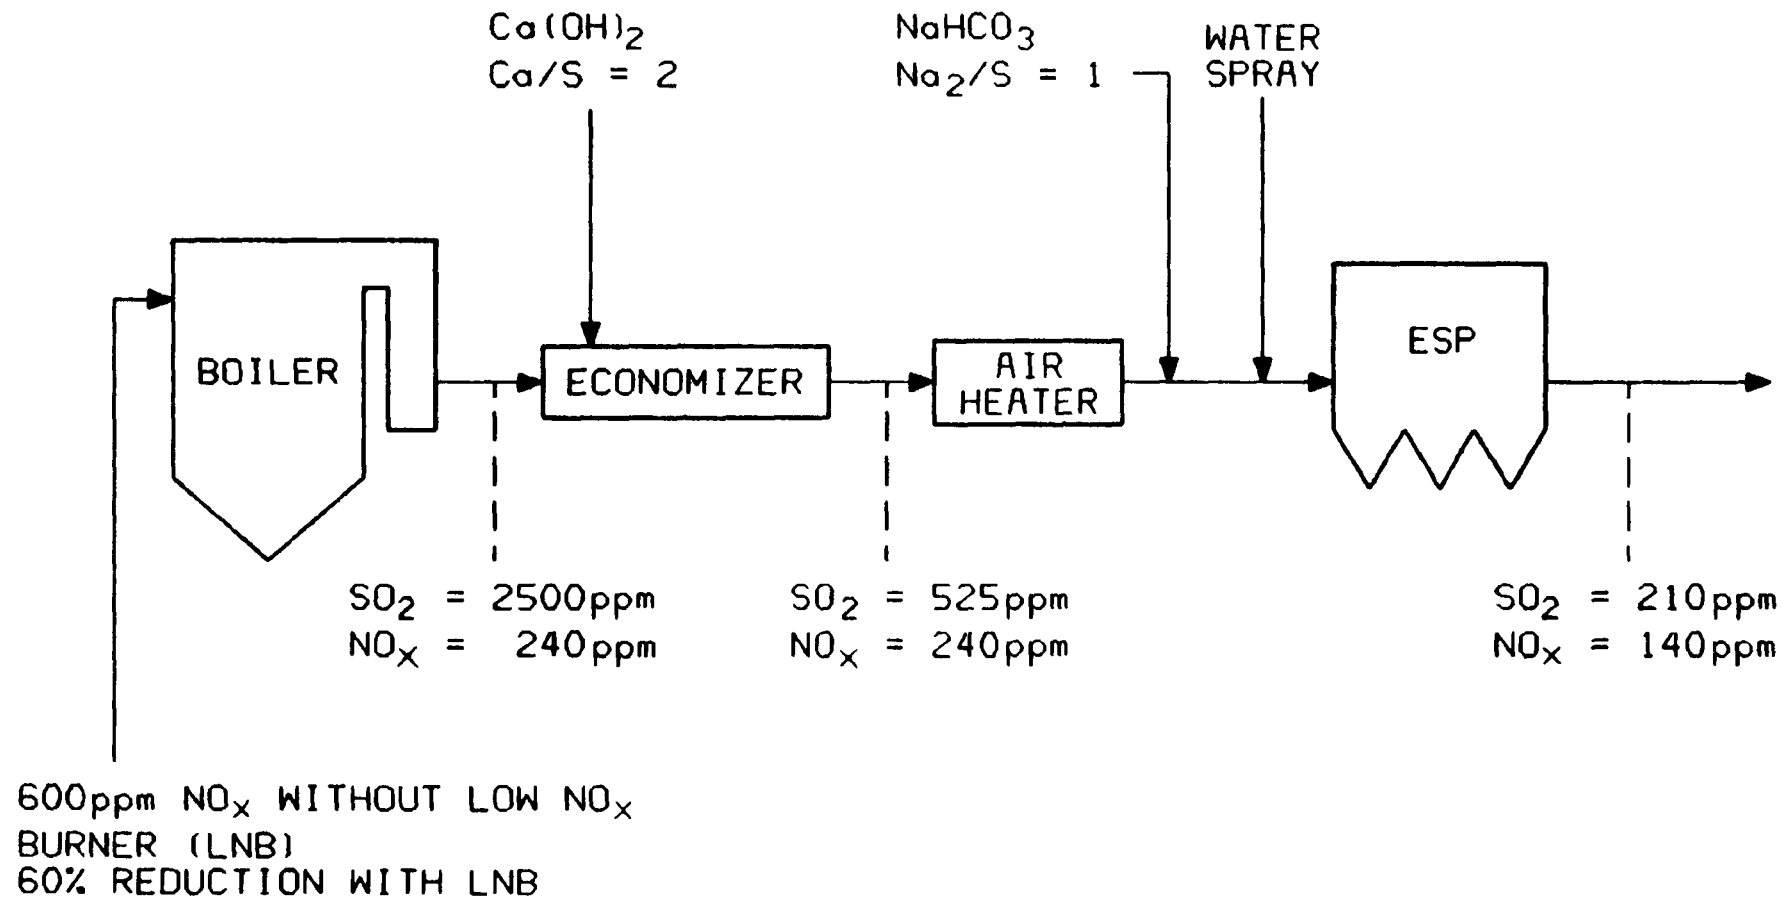 Ca(OH)₂
Ca/S = 2
NaHCO₃
Na₂/S = 1
WATER
SPRAY
BOILER
ECONOMIZER
AIR
HEATER
ESP
SO₂ = 2500ppm
NOₓ = 240ppm
SO₂ = 525ppm
NOₓ = 240ppm
SO₂ = 210ppm
NOₓ = 140ppm
600ppm NOₓ WITHOUT LOW NOₓ
BURNER (LNB)
60% REDUCTION WITH LNB